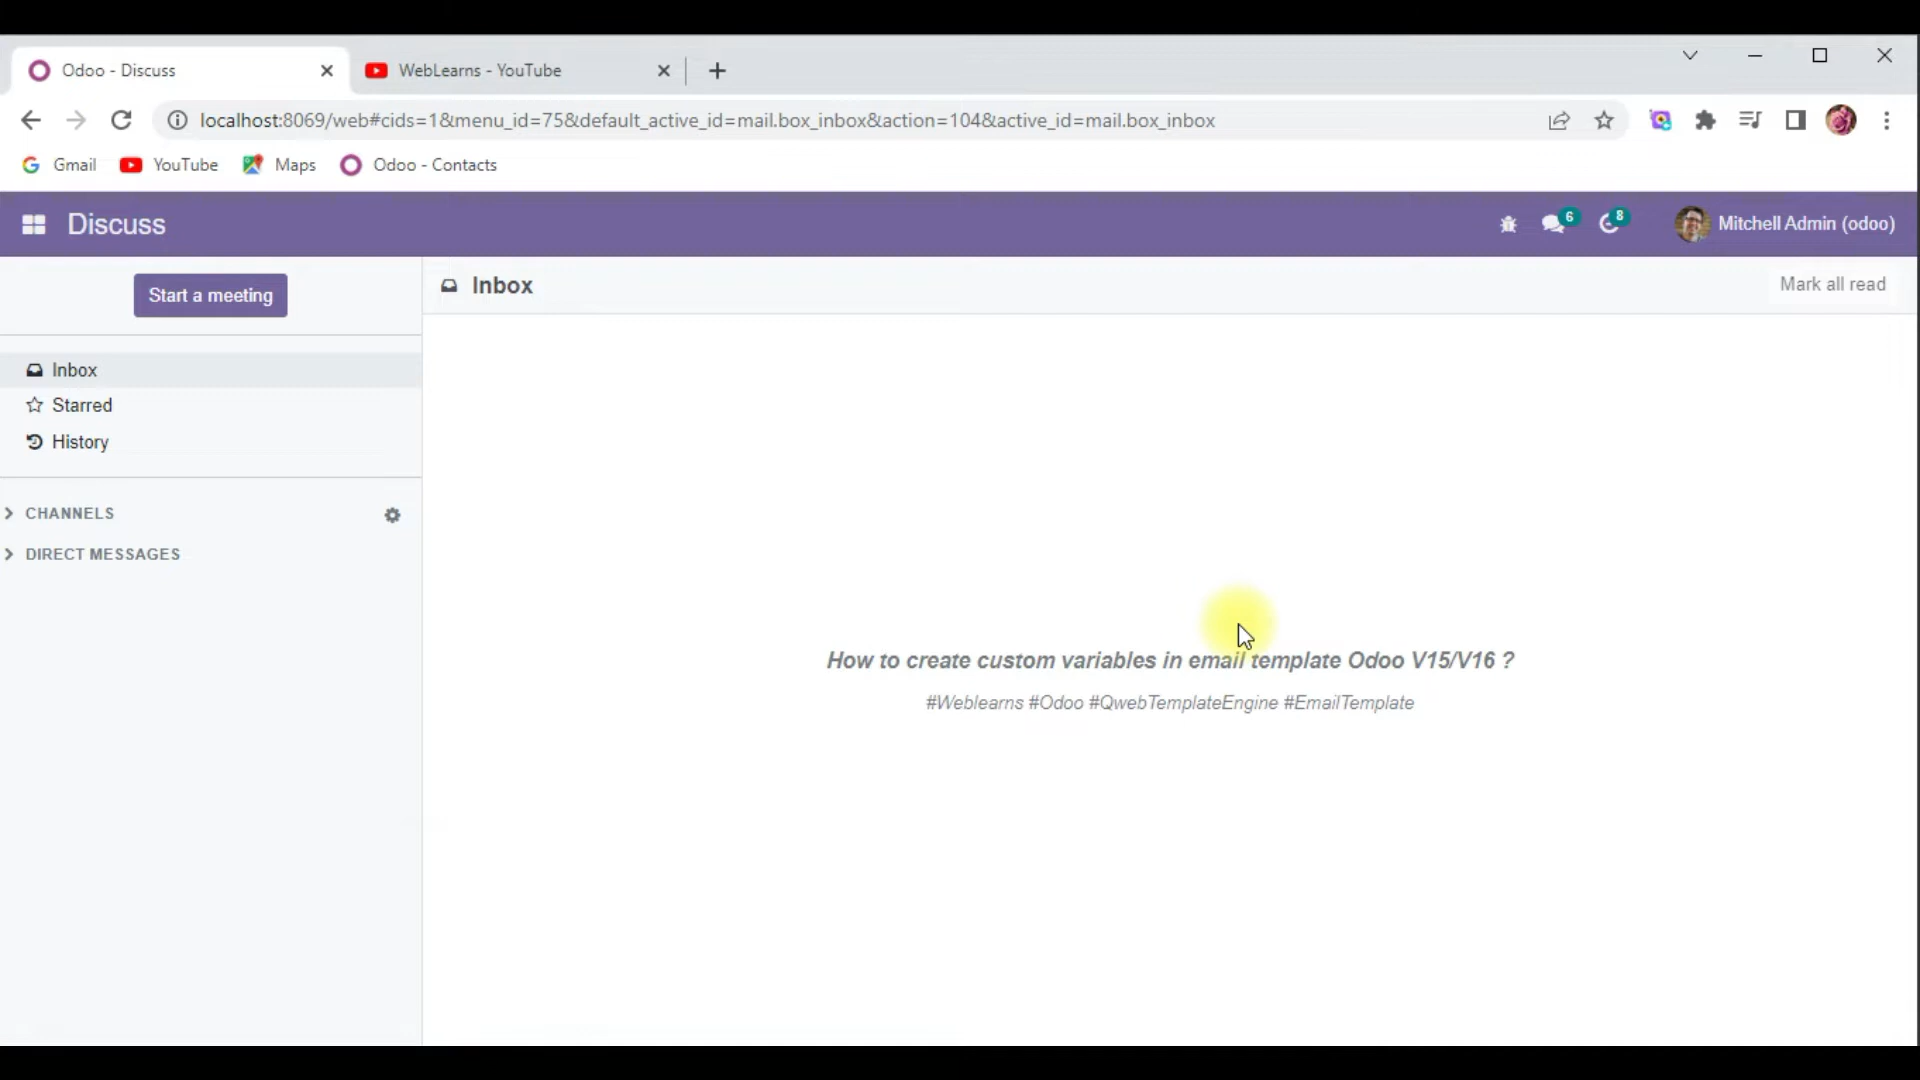 Odoo - Discuss
WebLearns - YouTube
localhost:8069/web#cids=1&menu_id=75&default_active_id=mail.box_inbox&action=104&active_id=mail.box_inbox
Gmail
YouTube
Maps
Odoo - Contacts
Discuss
6
8
Mitchell Admin (odoo)
Start a meeting
Inbox
Mark all read
Inbox
Starred
History
CHANNELS
DIRECT MESSAGES
How to create custom variables in email template Odoo V15/V16 ?
#Weblearns #Odoo #QwebTemplateEngine #EmailTemplate